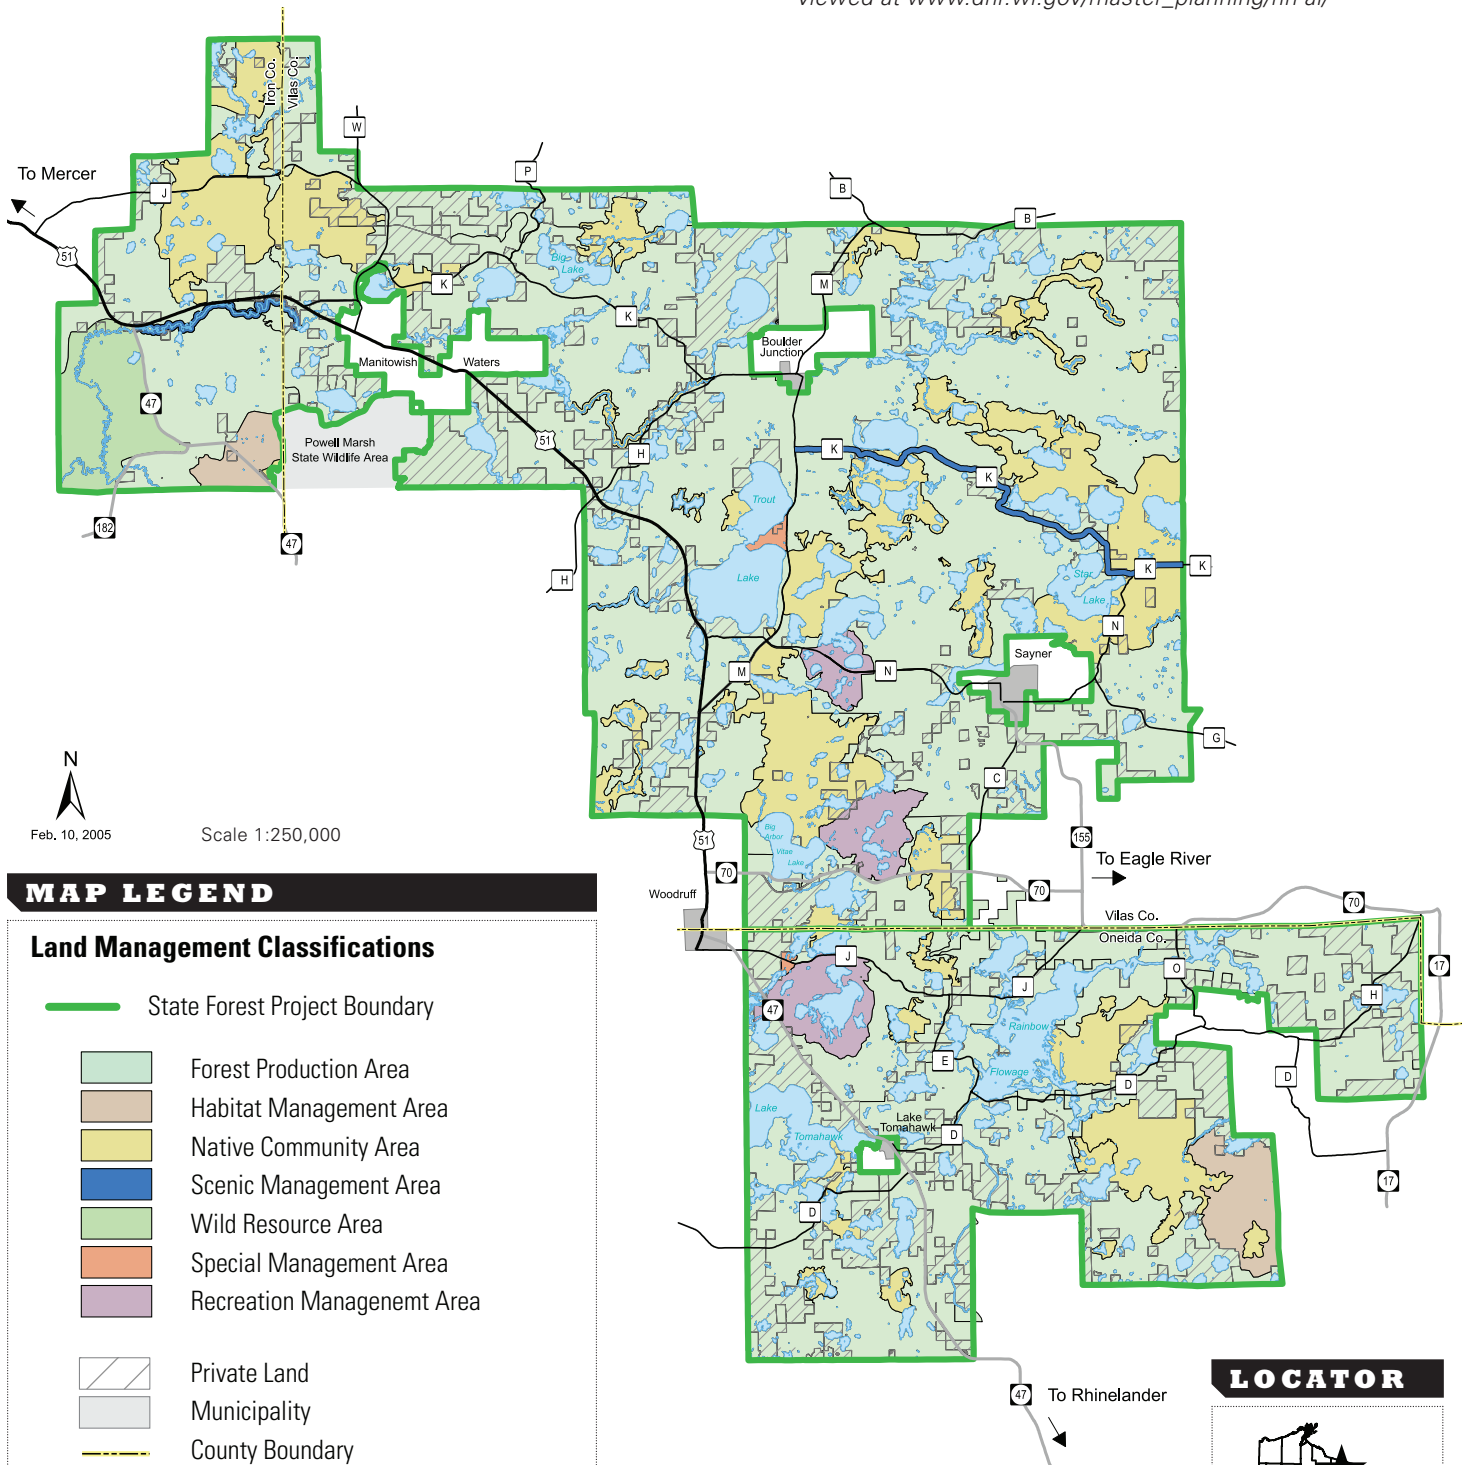 viewed at www.dnr.wi.gov/master_planning/nh-al/
Iron Co.
Vilas Co.
W
P
To Mercer
J
B
B
51
Big
Lake
K
M
K
Boulder
Junction
Manitowish
Waters
47
Powell Marsh
State Wildlife Area
51
H
K
K
Trout
182
47
Lake
H
Star
Lake
K
K
N
Sayner
M
N
G
N
C
Feb. 10, 2005
Scale 1:250,000
51
Big
Arbor
Vitae
Lake
155
To Eagle River
70
70
Woodruff
70
Vilas Co.
Oneida Co.
J
17
O
J
H
47
Rainbow
Flowage
E
D
D
Lake
Tomahawk
Lake
Tomahawk
D
17
D
MAP LEGEND
Land Management Classifications
State Forest Project Boundary
Forest Production Area
Habitat Management Area
Native Community Area
Scenic Management Area
Wild Resource Area
Special Management Area
Recreation Managenemt Area
Private Land
Municipality
County Boundary
47
To Rhinelander
LOCATOR